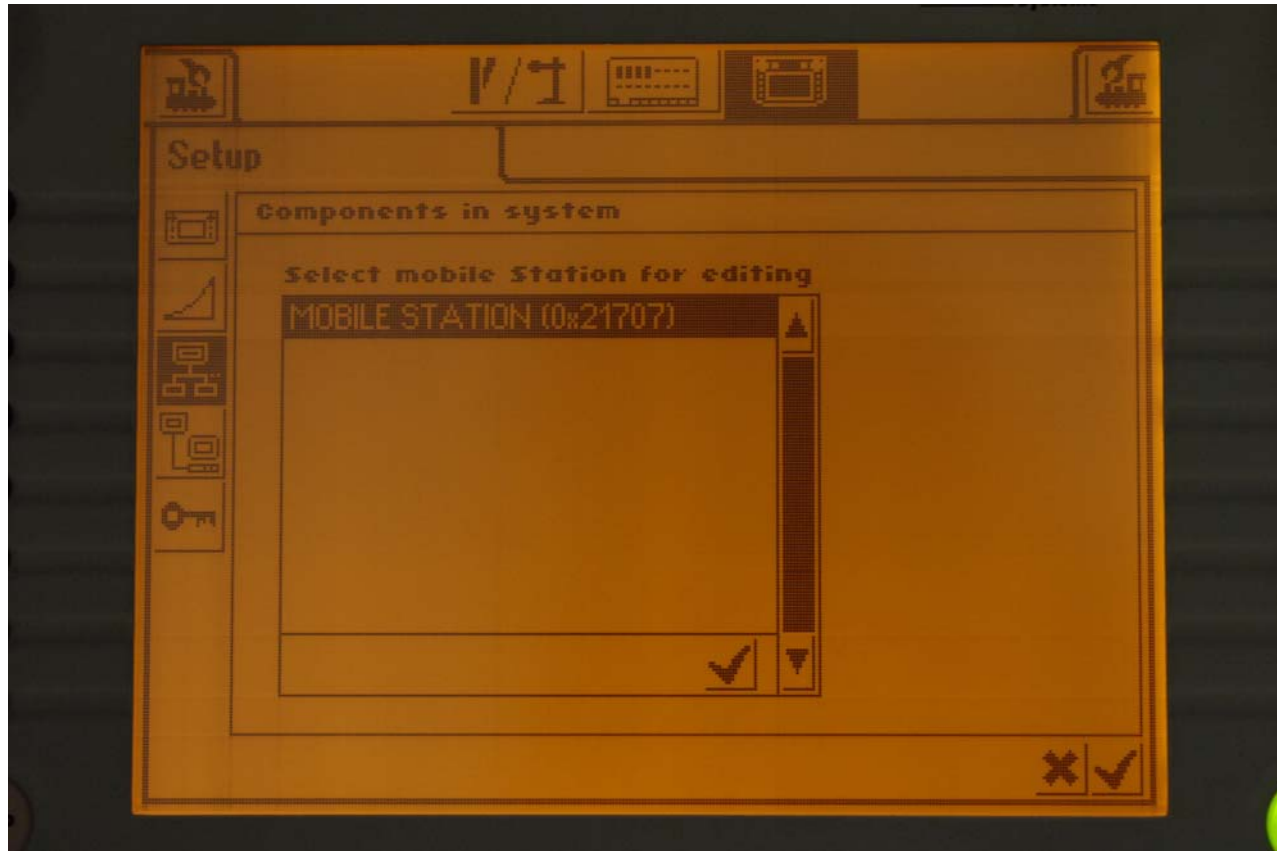 Setup
Components in system
Select mobile Station for editing
MOBILE STATION (0x21707)